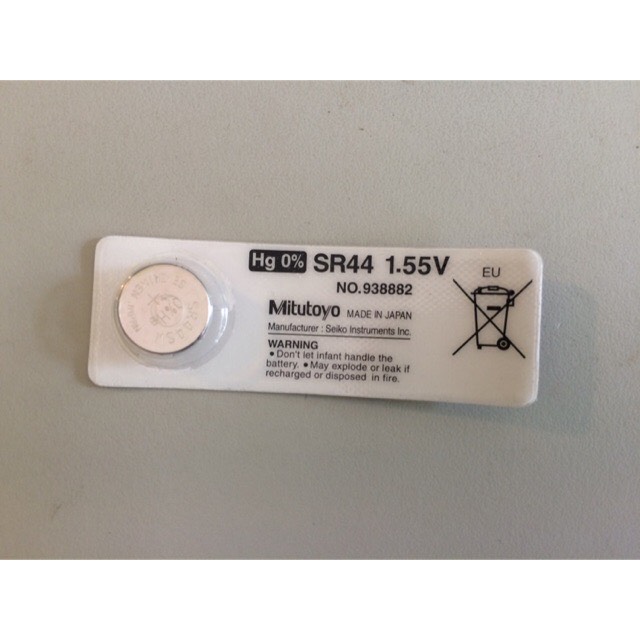 Hg 0% SR44 1.55V
NO.938882
EU
Mitutoyo MADE IN JAPAN
Manufacturer : Seiko Instruments Inc.
WARNING
• Don't let infant handle the
battery. • May explode or leak if
recharged or disposed in fire.